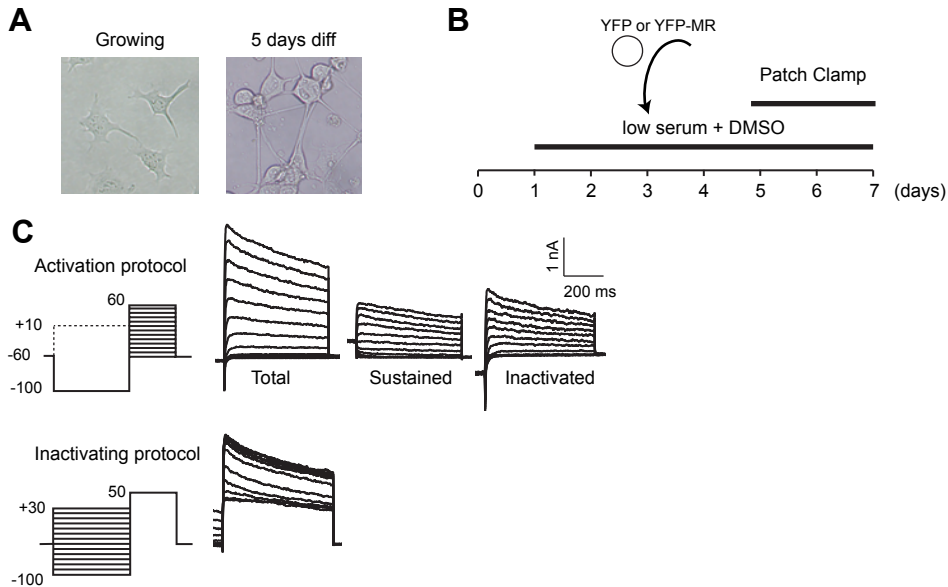 A
Growing
5 days diff
B
YFP or YFP-MR
Patch Clamp
low serum + DMSO
0 1 2 3 4 5 6 7 (days)
C
Activation protocol
60
+10
-60
-100
Total
Sustained
Inactivated
1 nA
200 ms
Inactivating protocol
50
+30
-100